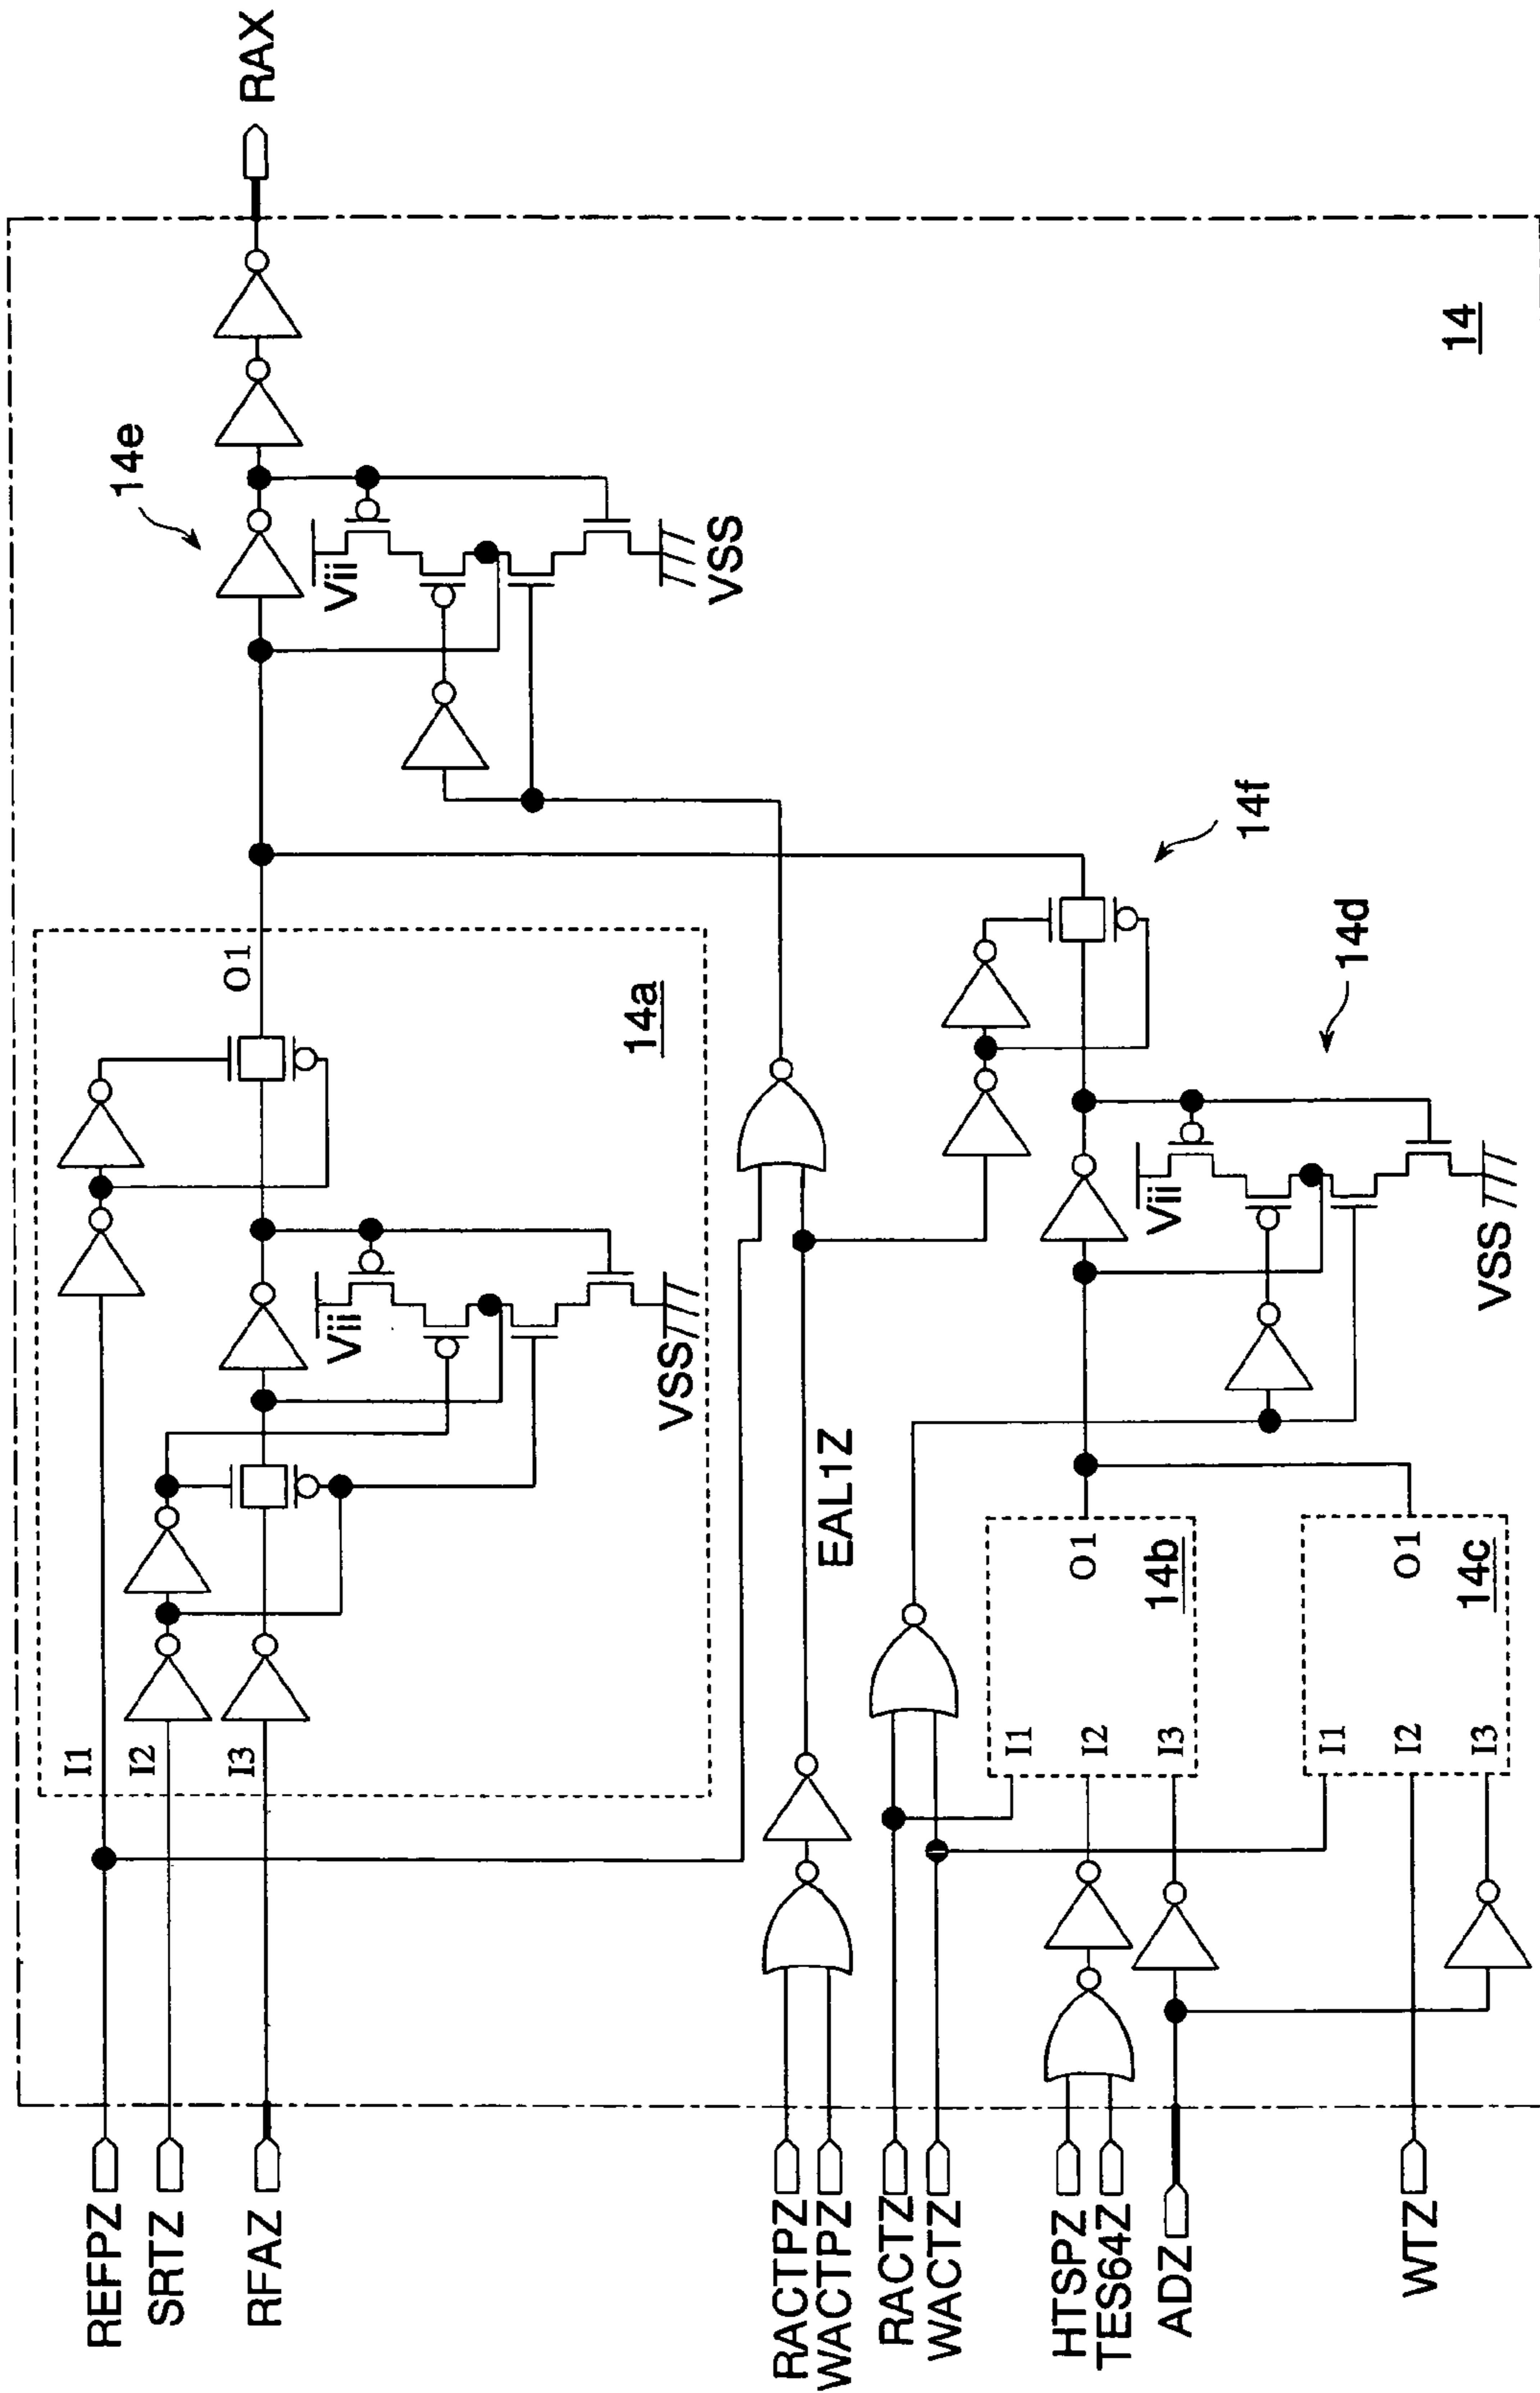 REFPZ
SRTZ
RFAZ
RACTPZ
WACTPZ
RACTZ
WACTZ
HTSPZ
TES64Z
ADZ
WTZ
I1
I2
I3
O1
14a
Vii
VSS
EAL1Z
I1
I2
I3
O1
14b
I1
I2
I3
O1
14c
Vii
VSS
14d
14f
14e
Vii
VSS
RAX
14